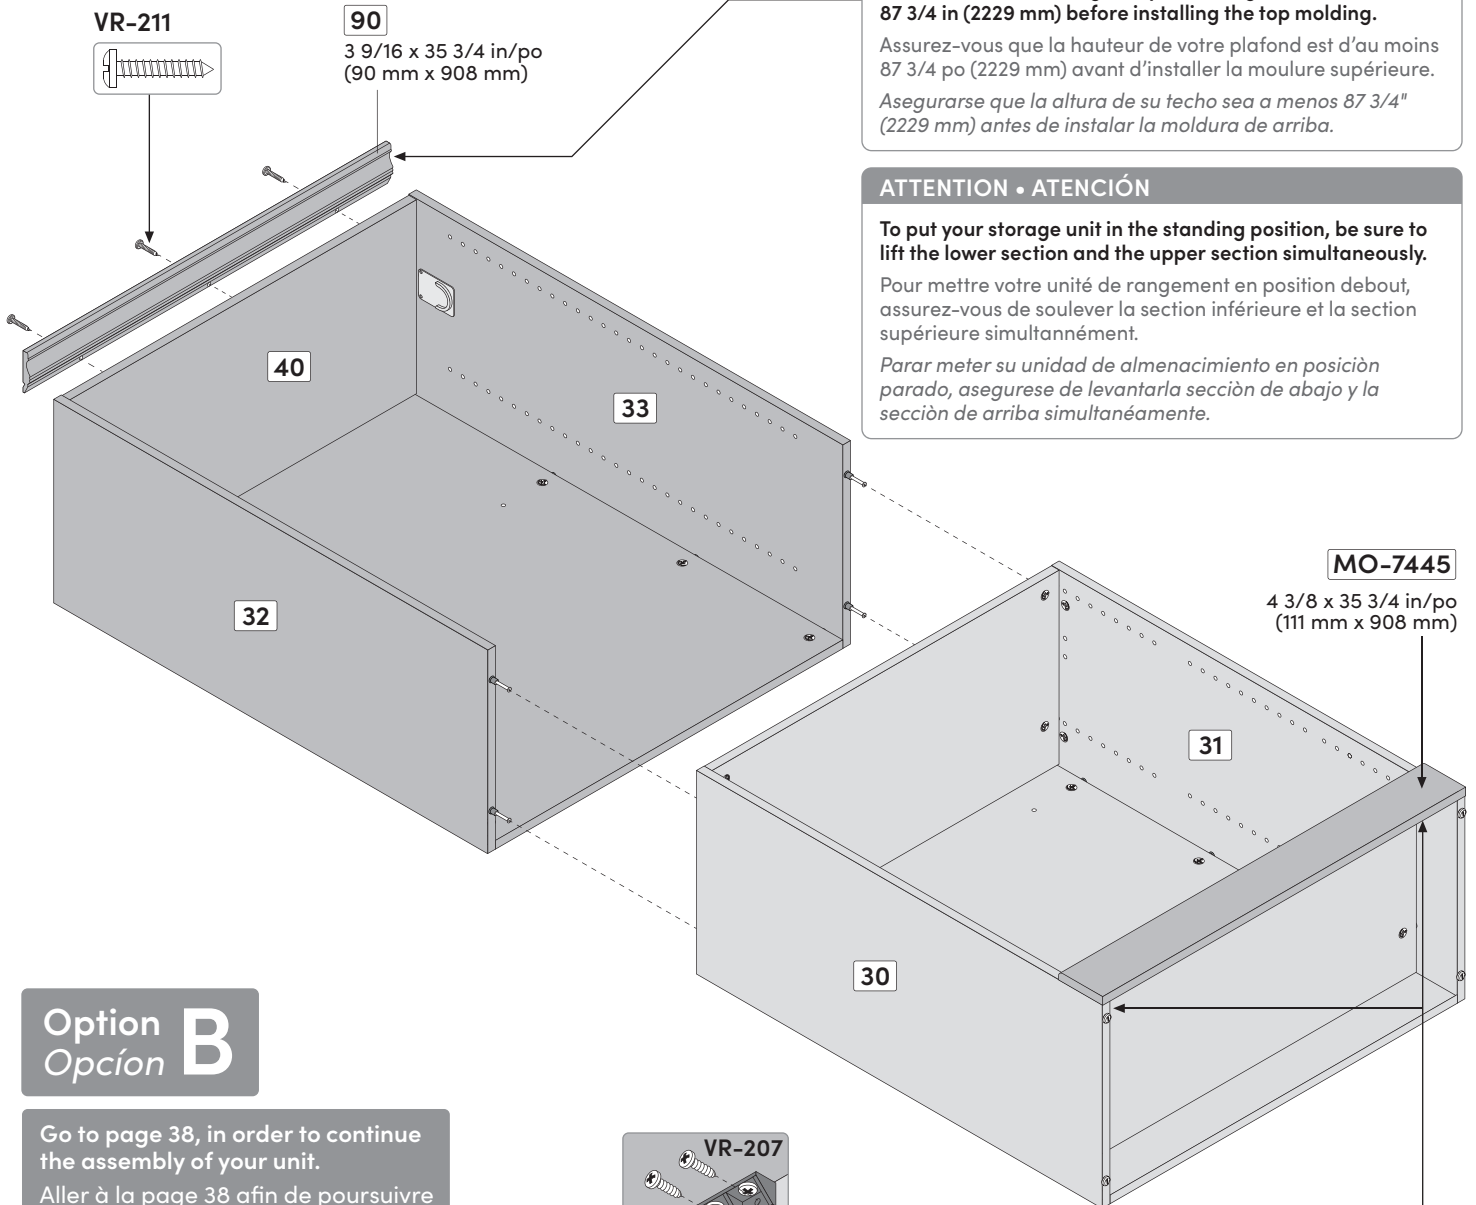 VR-211
90
3 9/16 x 35 3/4 in/po
(90 mm x 908 mm)
87 3/4 in (2229 mm) before installing the top molding.
Assurez-vous que la hauteur de votre plafond est d’au moins
87 3/4 po (2229 mm) avant d’installer la moulure supérieure.
Asegurarse que la altura de su techo sea a menos 87 3/4"
(2229 mm) antes de instalar la moldura de arriba.
ATTENTION • ATENCIÓN
To put your storage unit in the standing position, be sure to
lift the lower section and the upper section simultaneously.
Pour mettre votre unité de rangement en position debout,
assurez-vous de soulever la section inférieure et la section
supérieure simultannément.
Parar meter su unidad de almenacimiento en posiciòn
parado, asegurese de levantarla secciòn de abajo y la
secciòn de arriba simultanéamente.
40
33
32
MO-7445
4 3/8 x 35 3/4 in/po
(111 mm x 908 mm)
31
30
Option B
Opcíon
Go to page 38, in order to continue
the assembly of your unit.
Aller à la page 38 afin de poursuivre
VR-207